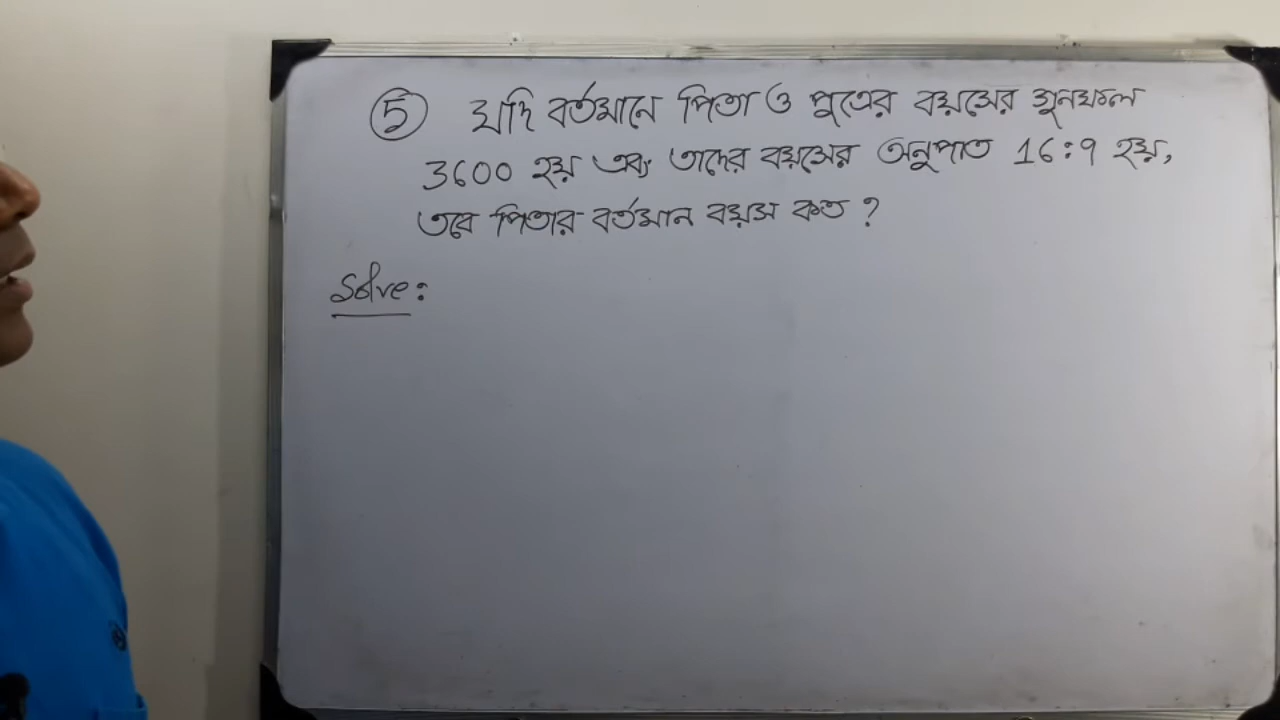 5 যদি বর্তমানে পিতা ও পুত্রের বয়সের গুনফল
3600 হয় এবং তাদের বয়সের অনুপাত 16:9 হয়,
তবে পিতার বর্তমান বয়স কত ?
Solve: